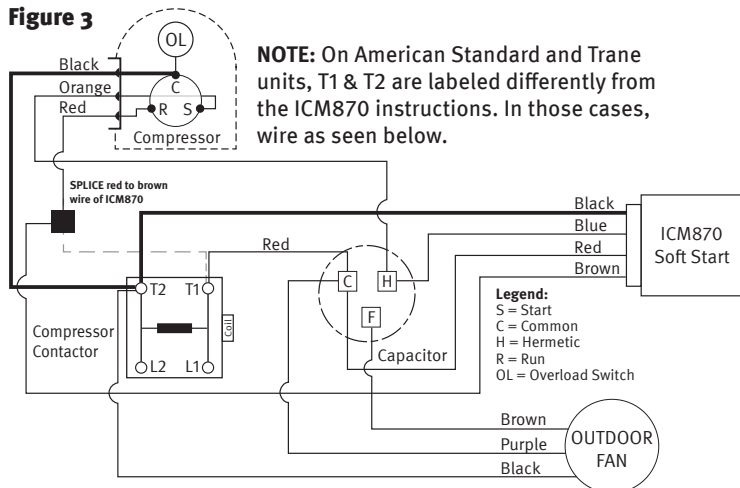 Figure 3
NOTE: On American Standard and Trane
units, T1 & T2 are labeled differently from
the ICM870 instructions. In those cases,
wire as seen below.
OL
Black
Orange
Red
C
R S
Compressor
SPLICE red to brown
wire of ICM870
Black
Blue
Red
Brown
ICM870
Soft Start
Red
T2 T1
Coil
L2 L1
Compressor
Contactor
C H
F
Capacitor
Legend:
S = Start
C = Common
H = Hermetic
R = Run
OL = Overload Switch
Brown
Purple
Black
OUTDOOR
FAN